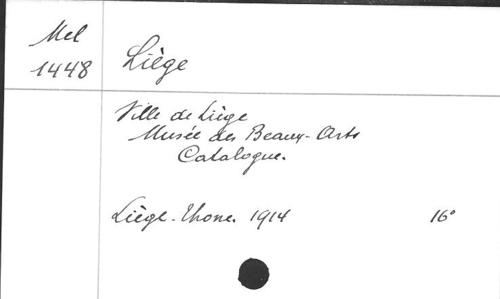 Mel
1448
Liège
Ville de Liège
Musée des Beaux-Arts
Catalogue.
Liège-Thone. 1914 16°